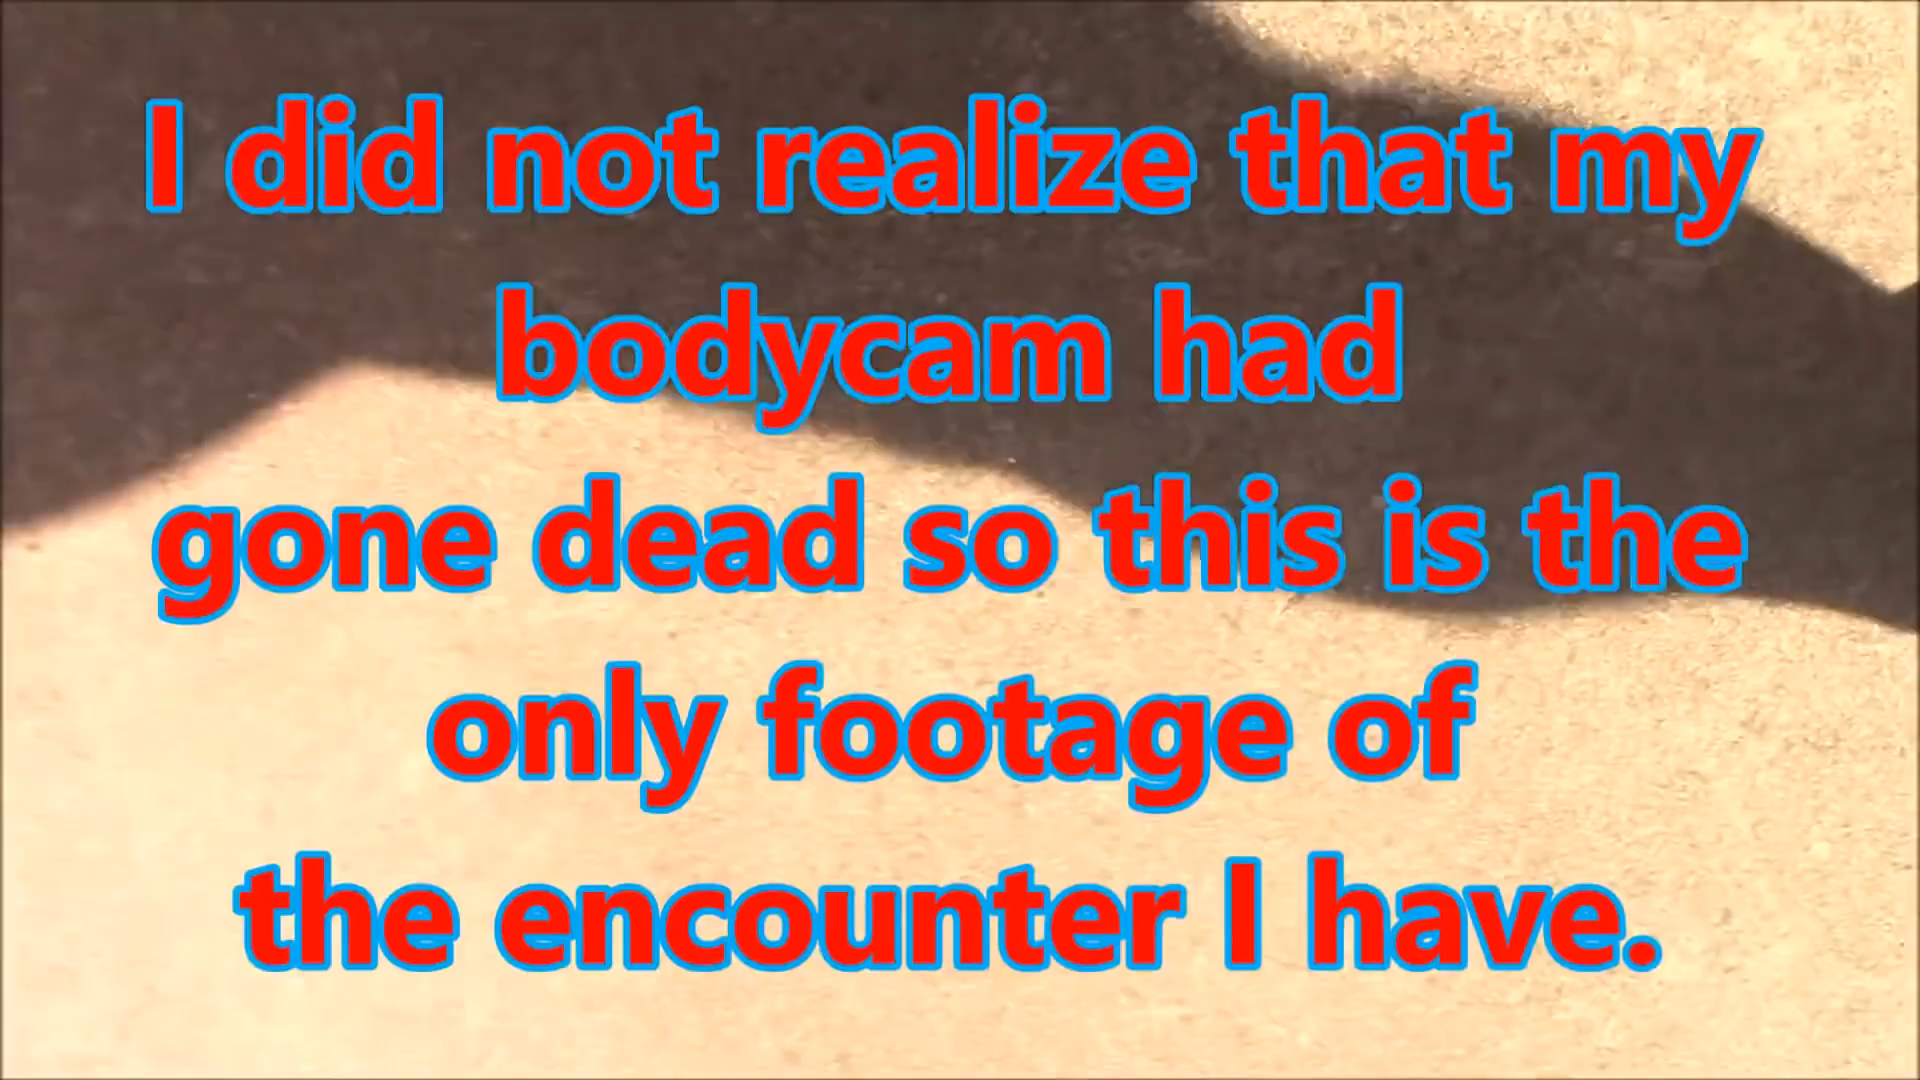 I did not realize that my
bodycam had
gone dead so this is the
only footage of
the encounter I have.